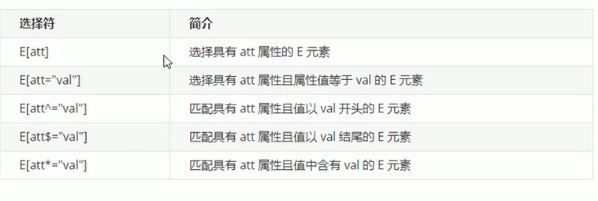 选择符 简介
E[att] 选择具有 att 属性的 E 元素
E[att="val"] 选择具有 att 属性且属性值等于 val 的 E 元素
E[att^="val"] 匹配具有 att 属性且值以 val 开头的 E 元素
E[att$="val"] 匹配具有 att 属性且值以 val 结尾的 E 元素
E[att*="val"] 匹配具有 att 属性且值中含有 val 的 E 元素